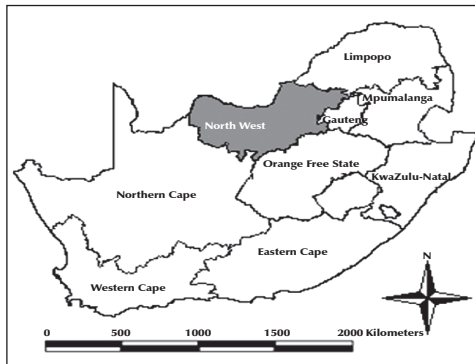 Limpopo
Mpumalanga
Gauteng
North West
Orange Free State
KwaZulu-Natal
Northern Cape
Eastern Cape
Western Cape
N
0 500 1000 1500 2000 Kilometers